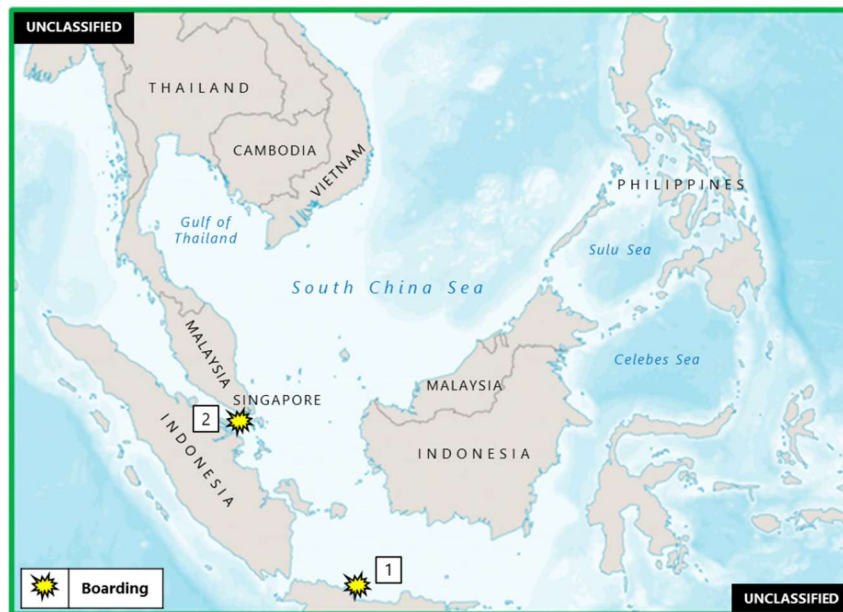 UNCLASSIFIED
THAILAND
CAMBODIA
VIETNAM
PHILIPPINES
Gulf of
Thailand
Sulu Sea
South China Sea
MALAYSIA
Celebes Sea
MALAYSIA
SINGAPORE
2
INDONESIA
INDONESIA
1
Boarding
UNCLASSIFIED